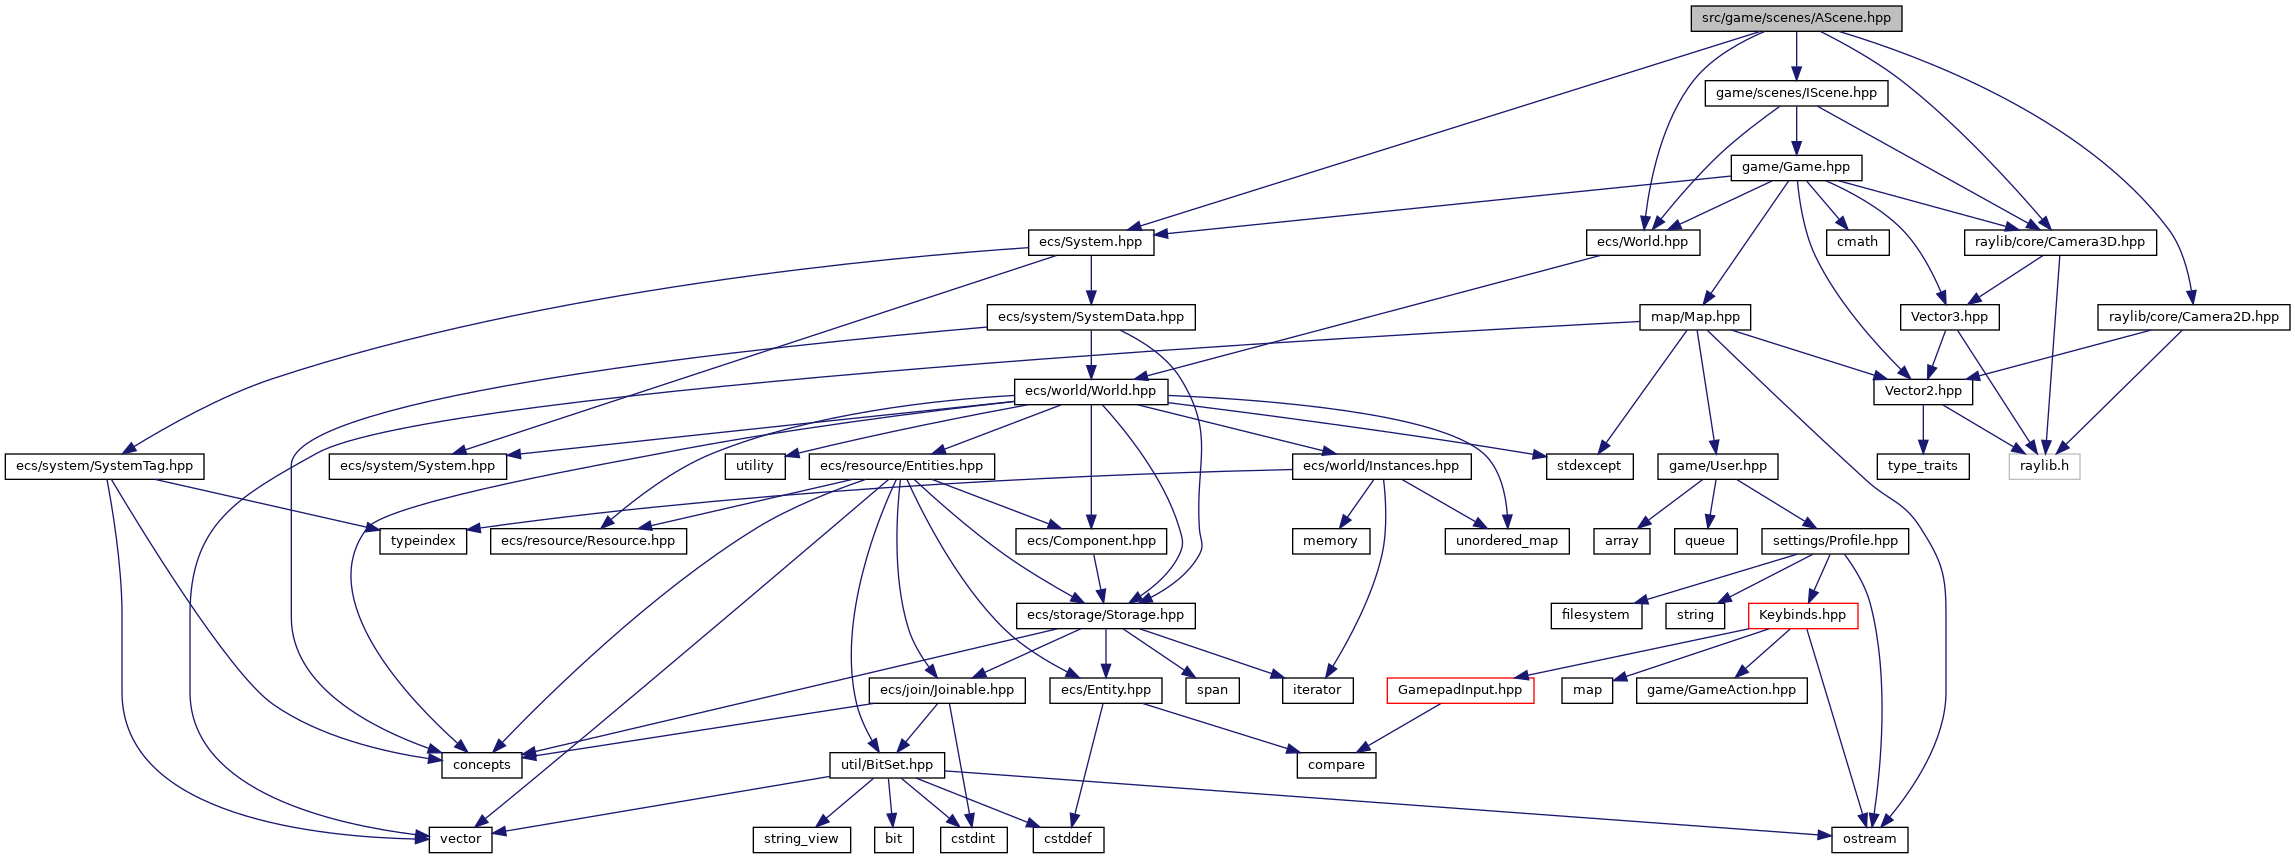 src/game/scenes/AScene.hpp
game/scenes/IScene.hpp
game/Game.hpp
ecs/System.hpp
ecs/World.hpp
cmath
raylib/core/Camera3D.hpp
ecs/system/SystemData.hpp
map/Map.hpp
Vector3.hpp
raylib/core/Camera2D.hpp
ecs/world/World.hpp
Vector2.hpp
ecs/system/SystemTag.hpp
ecs/system/System.hpp
utility
ecs/resource/Entities.hpp
ecs/world/Instances.hpp
stdexcept
game/User.hpp
type_traits
raylib.h
typeindex
ecs/resource/Resource.hpp
ecs/Component.hpp
memory
unordered_map
array
queue
settings/Profile.hpp
ecs/storage/Storage.hpp
filesystem
string
Keybinds.hpp
ecs/join/Joinable.hpp
ecs/Entity.hpp
span
iterator
GamepadInput.hpp
map
game/GameAction.hpp
concepts
util/BitSet.hpp
compare
vector
string_view
bit
cstdint
cstddef
ostream